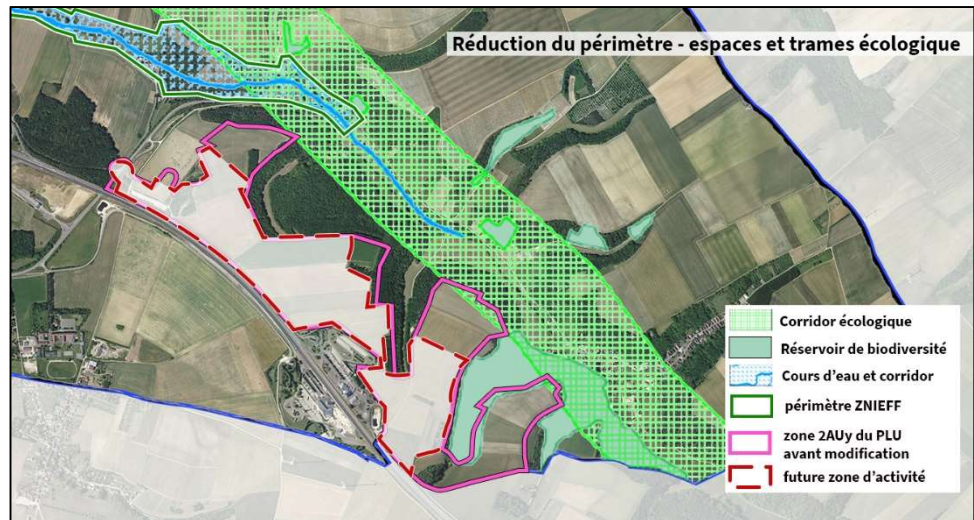 Réduction du périmètre - espaces et trames écologique
Corridor écologique
Réservoir de biodiversité
Cours d'eau et corridor
périmètre ZNIEFF
zone 2AUy du PLU
avant modification
future zone d'activité